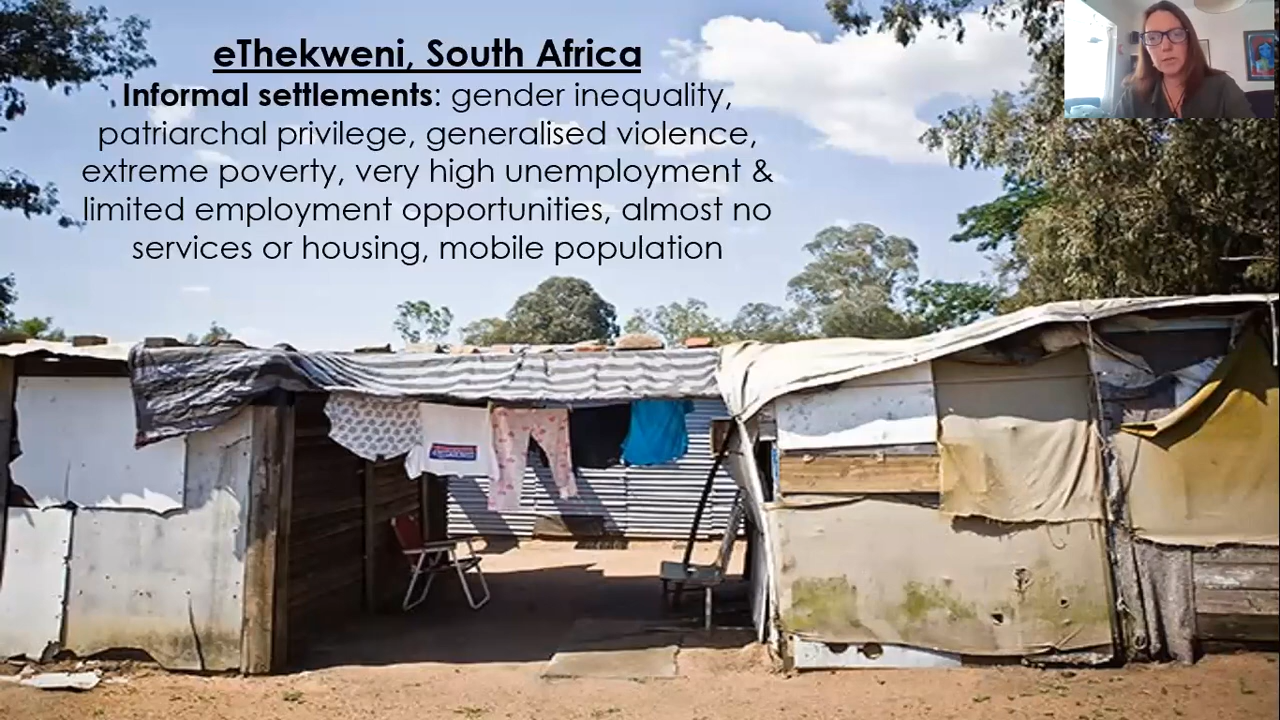 eThekweni, South Africa
Informal settlements: gender inequality,
patriarchal privilege, generalised violence,
extreme poverty, very high unemployment &
limited employment opportunities, almost no
services or housing, mobile population